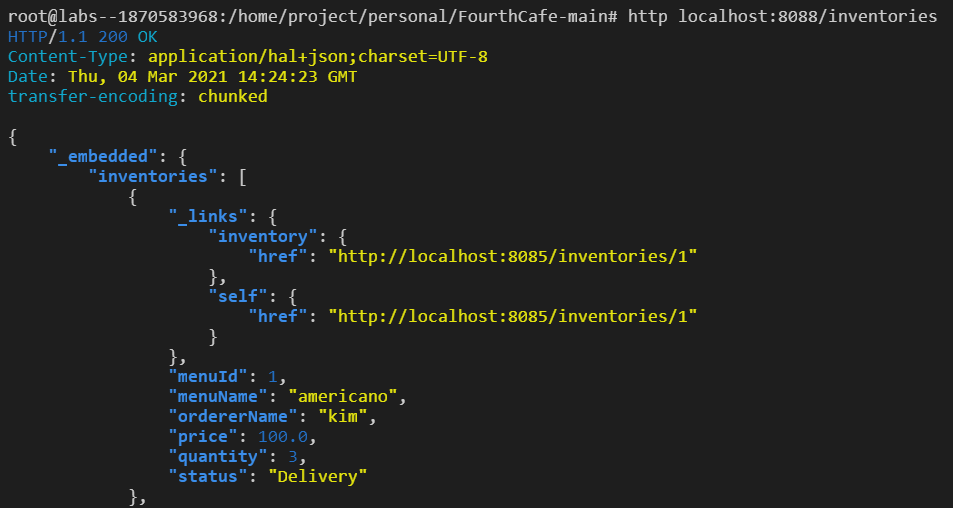 root@labs--1870583968:/home/project/personal/FourthCafe-main# http localhost:8088/inventories
HTTP/1.1 200 OK
Content-Type: application/hal+json;charset=UTF-8
Date: Thu, 04 Mar 2021 14:24:23 GMT
transfer-encoding: chunked

{
    "_embedded": {
        "inventories": [
            {
                "_links": {
                    "inventory": {
                        "href": "http://localhost:8085/inventories/1"
                    },
                    "self": {
                        "href": "http://localhost:8085/inventories/1"
                    }
                },
                "menuId": 1,
                "menuName": "americano",
                "ordererName": "kim",
                "price": 100.0,
                "quantity": 3,
                "status": "Delivery"
            },